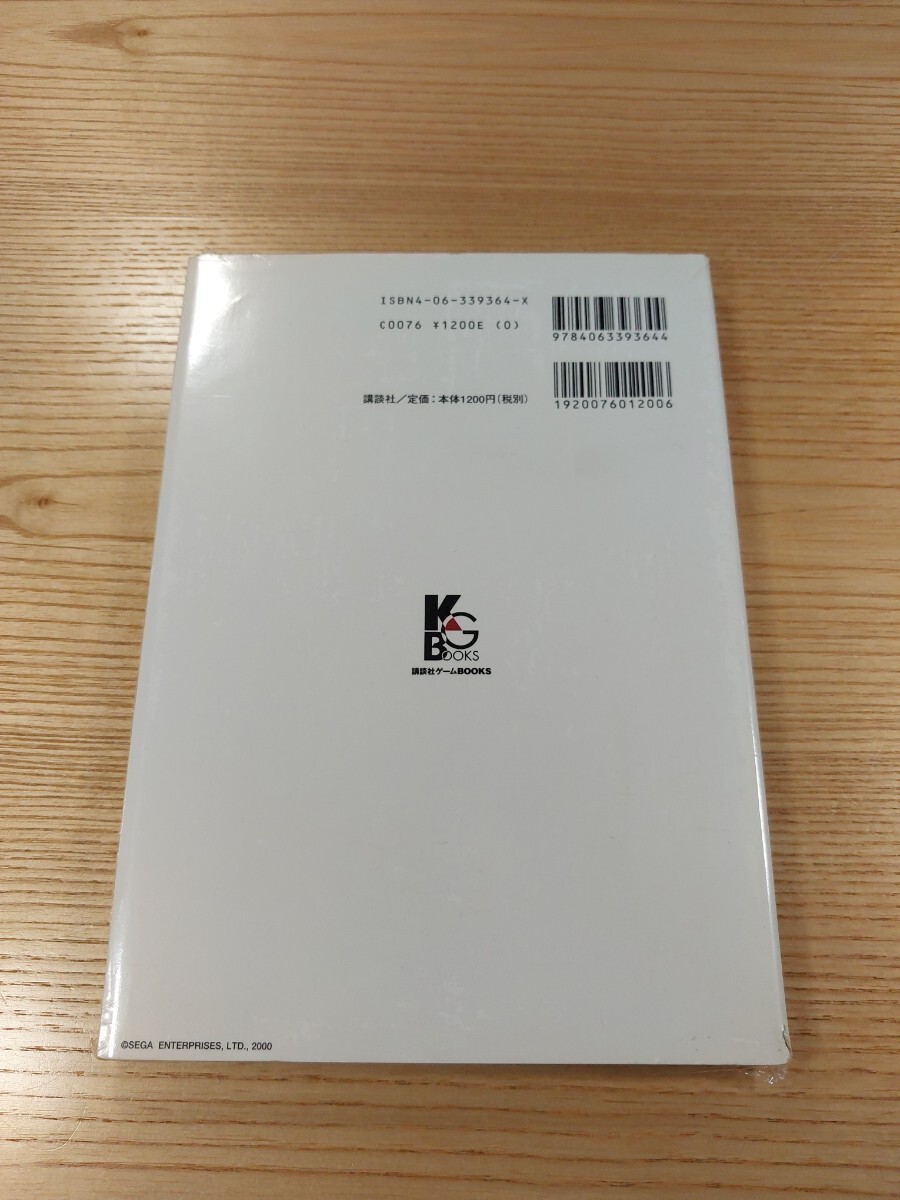 ISBN4-06-339364-X
C0076 ¥1200E (0)
9784063393644
講談社/定価:本体1200円(税別)
1920076012006
KG
BOOKS
講談社ゲームBOOKS
©SEGA ENTERPRISES, LTD., 2000